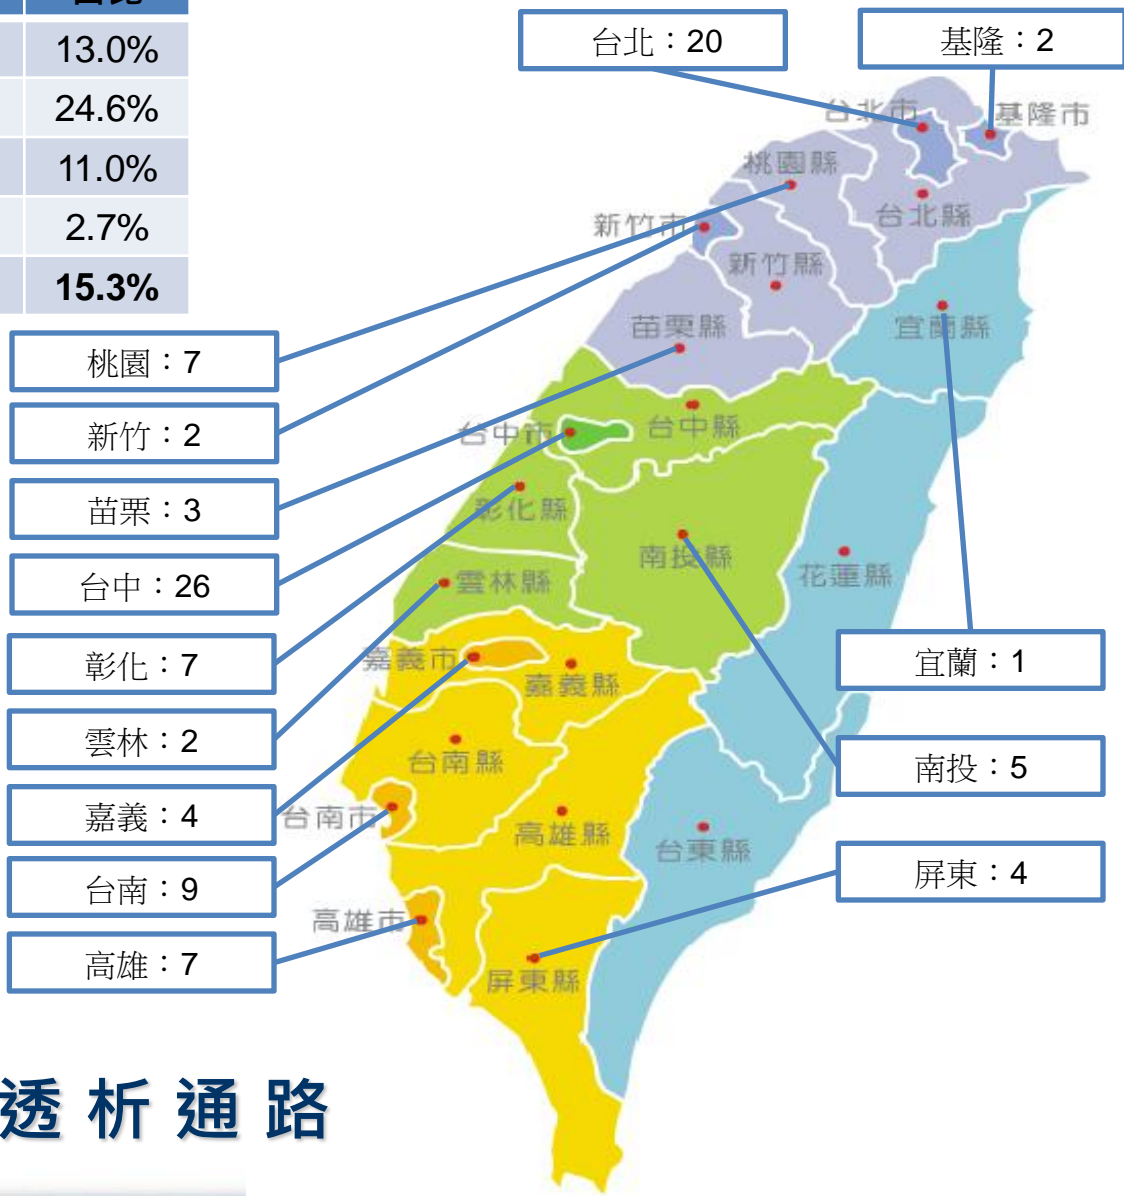 占比
13.0%
24.6%
11.0%
2.7%
15.3%
台北：20
基隆：2
台北市
基隆市
桃園縣
台北縣
新竹市
新竹縣
苗栗縣
宜蘭縣
桃園：7
新竹：2
苗栗：3
台中：26
彰化：7
雲林：2
嘉義：4
台南：9
高雄：7
台中市
台中縣
彰化縣
南投縣
花蓮縣
雲林縣
嘉義市
嘉義縣
台南縣
台南市
高雄縣
台東縣
高雄市
屏東縣
宜蘭：1
南投：5
屏東：4
透析通路